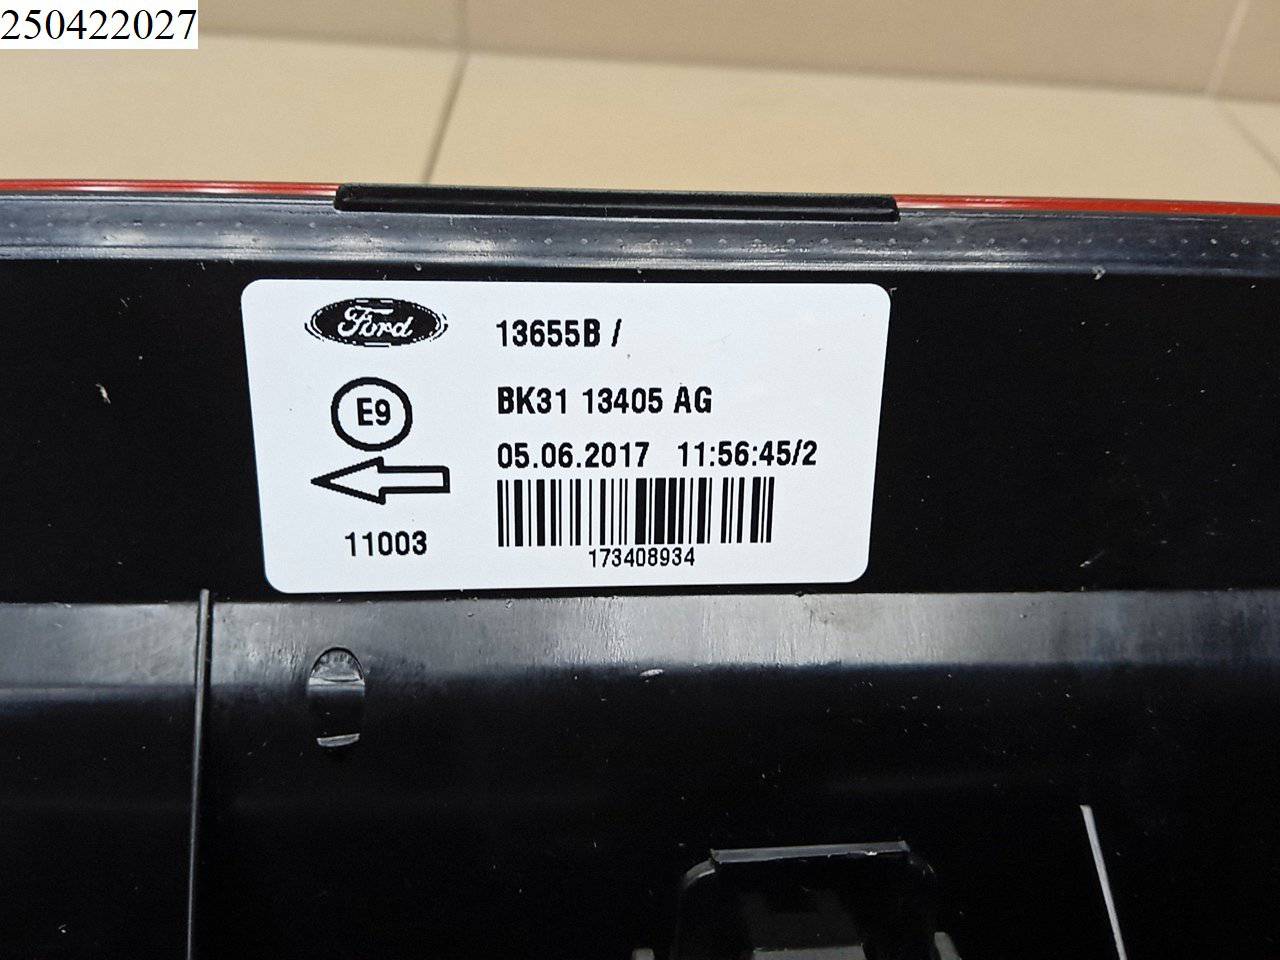 250422027
Ford
13655B /
E9
BK31 13405 AG
05.06.2017 11:56:45/2
11003
173408934